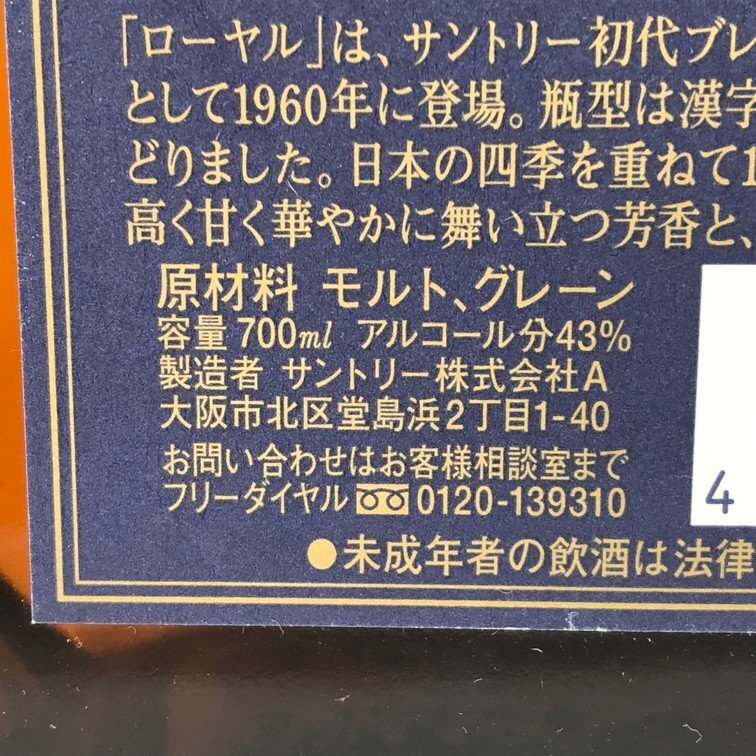 「ローヤル」は、サントリー初代ブレ
として1960年に登場。瓶型は漢字
どりました。日本の四季を重ねて1
高く甘く華やかに舞い立つ芳香と、
原材料 モルト、グレーン
容量 700ml アルコール分43%
製造者 サントリー株式会社A
大阪市北区堂島浜2丁目1-40
お問い合わせはお客様相談室まで
フリーダイヤル 0120-139310
4
●未成年者の飲酒は法律